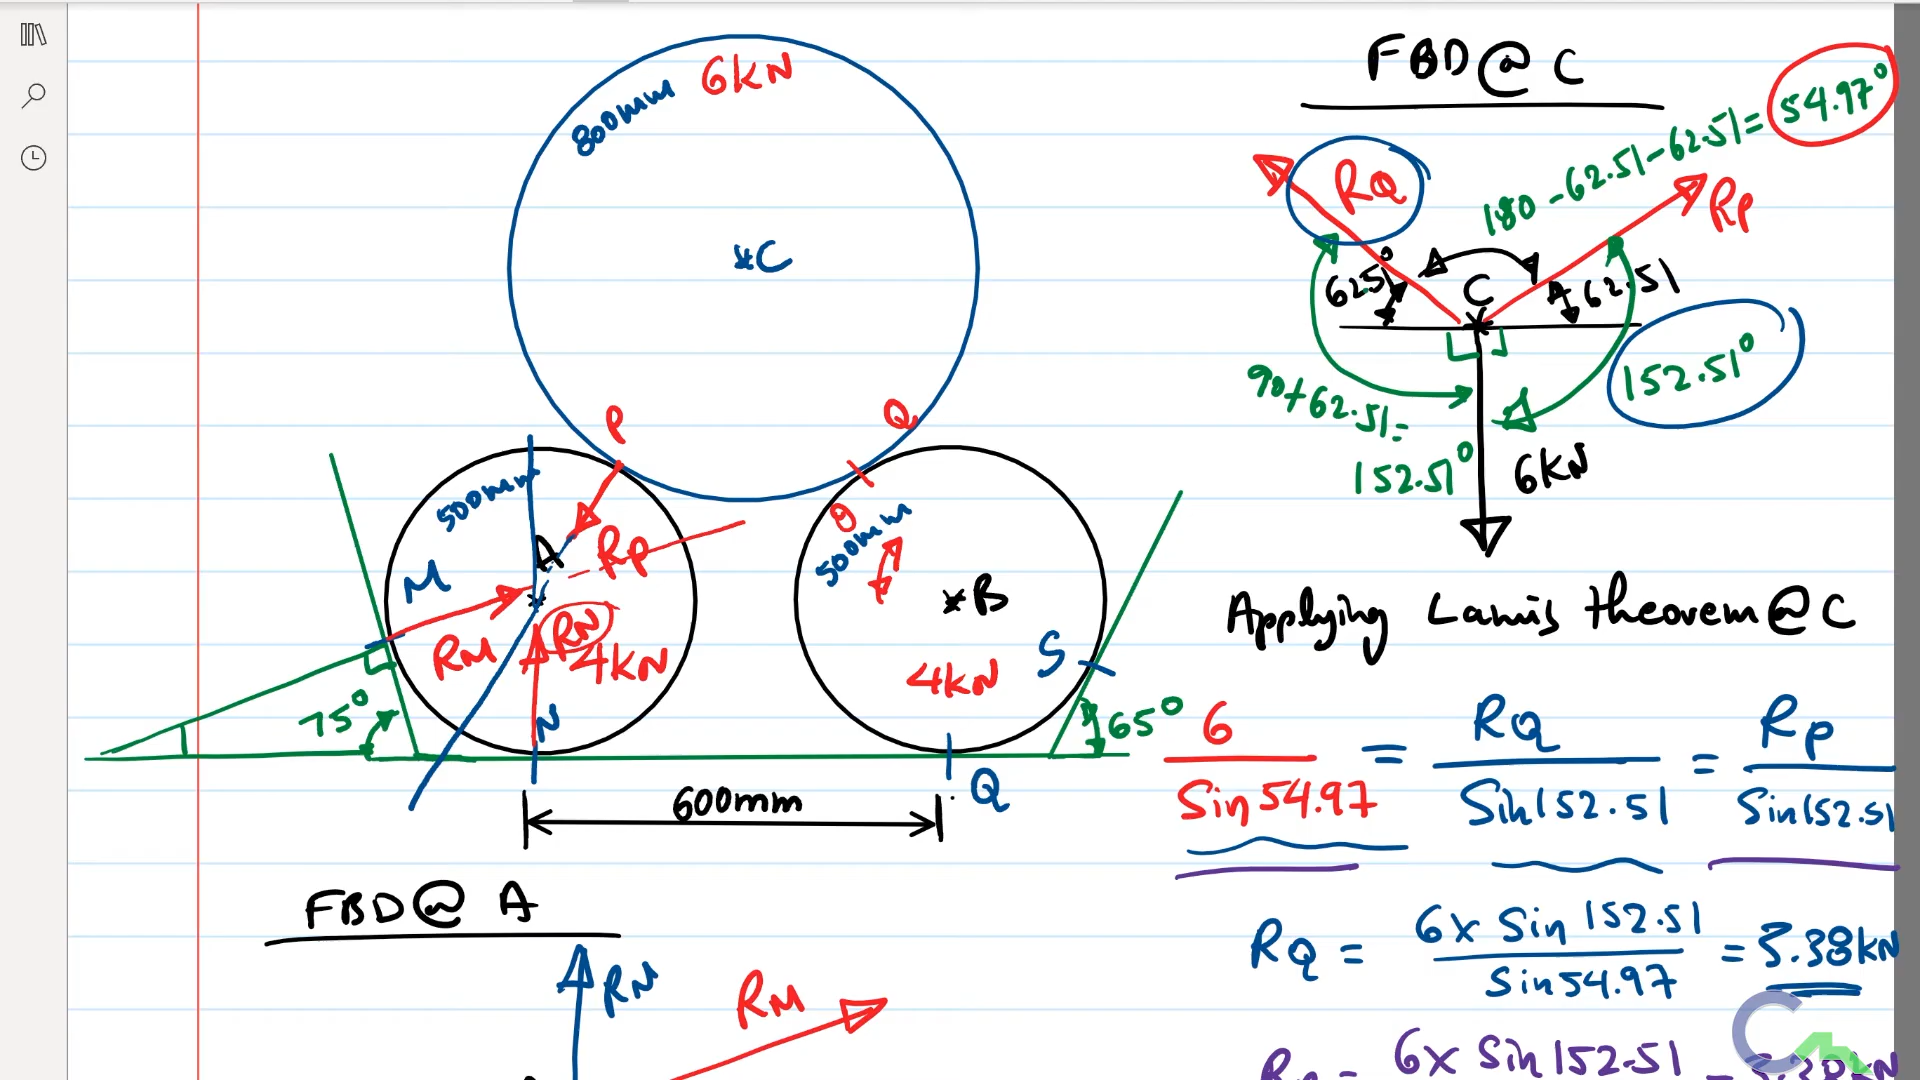 800mm 6KN
*C
P
Q
500mm
A
Rp
M
RM
RN
4KN
N
75°
θ
500mm
*B
4KN
S
65°
Q
600mm
FBD@ A
RN
RM
FBD@ C
180-62.51-62.51= 54.97°
RQ
Rp
62.51°
C
62.51
152.51°
90+62.51=
152.51°
6KN
Applying Lamis theorem@C
6 / Sin54.97 = RQ / Sin152.51 = Rp / Sin152.51
RQ = 6x Sin 152.51 / Sin54.97 = 3.38KN
6x Sin 152.51